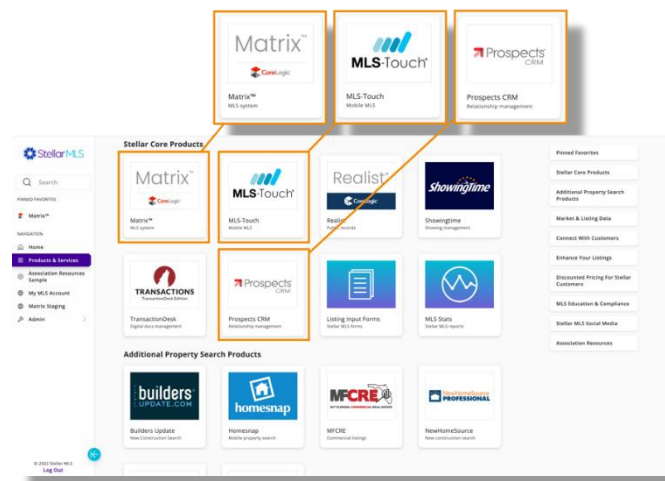 Matrix™
CoreLogic
Matrix™
MLS system
MLS-Touch®
MLS-Touch
Mobile MLS
Prospects
CRM
Prospects CRM
Relationship management
StellarMLS
Search
PINNED FAVORITES
Matrix™
NAVIGATION
Home
Products & Services
Association Resources
Sample
My MLS Account
Matrix Staging
Admin
© 2022 Stellar MLS
Log Out
Stellar Core Products
Matrix™
CoreLogic
Matrix™
MLS system
MLS-Touch®
MLS-Touch
Mobile MLS
Realist®
CoreLogic
Realist
Public records
ShowingTime
Showingtime
Showing management
TRANSACTIONS
TransactionDesk Edition
TransactionDesk
Digital docs management
Prospects
CRM
Prospects CRM
Relationship management
Listing Input Forms
Stellar MLS forms
MLS Stats
Stellar MLS reports
Additional Property Search Products
builders
UPDATE.COM
Builders Update
New Construction Search
homesnap
Homesnap
Mobile property search
MFCRE
MFCRE
Commercial listings
NewHomeSource
PROFESSIONAL
NewHomeSource
New construction search
Pinned Favorites
Stellar Core Products
Additional Property Search
Products
Market & Listing Data
Connect With Customers
Enhance Your Listings
Discounted Pricing For Stellar
Customers
MLS Education & Compliance
Stellar MLS Social Media
Association Resources